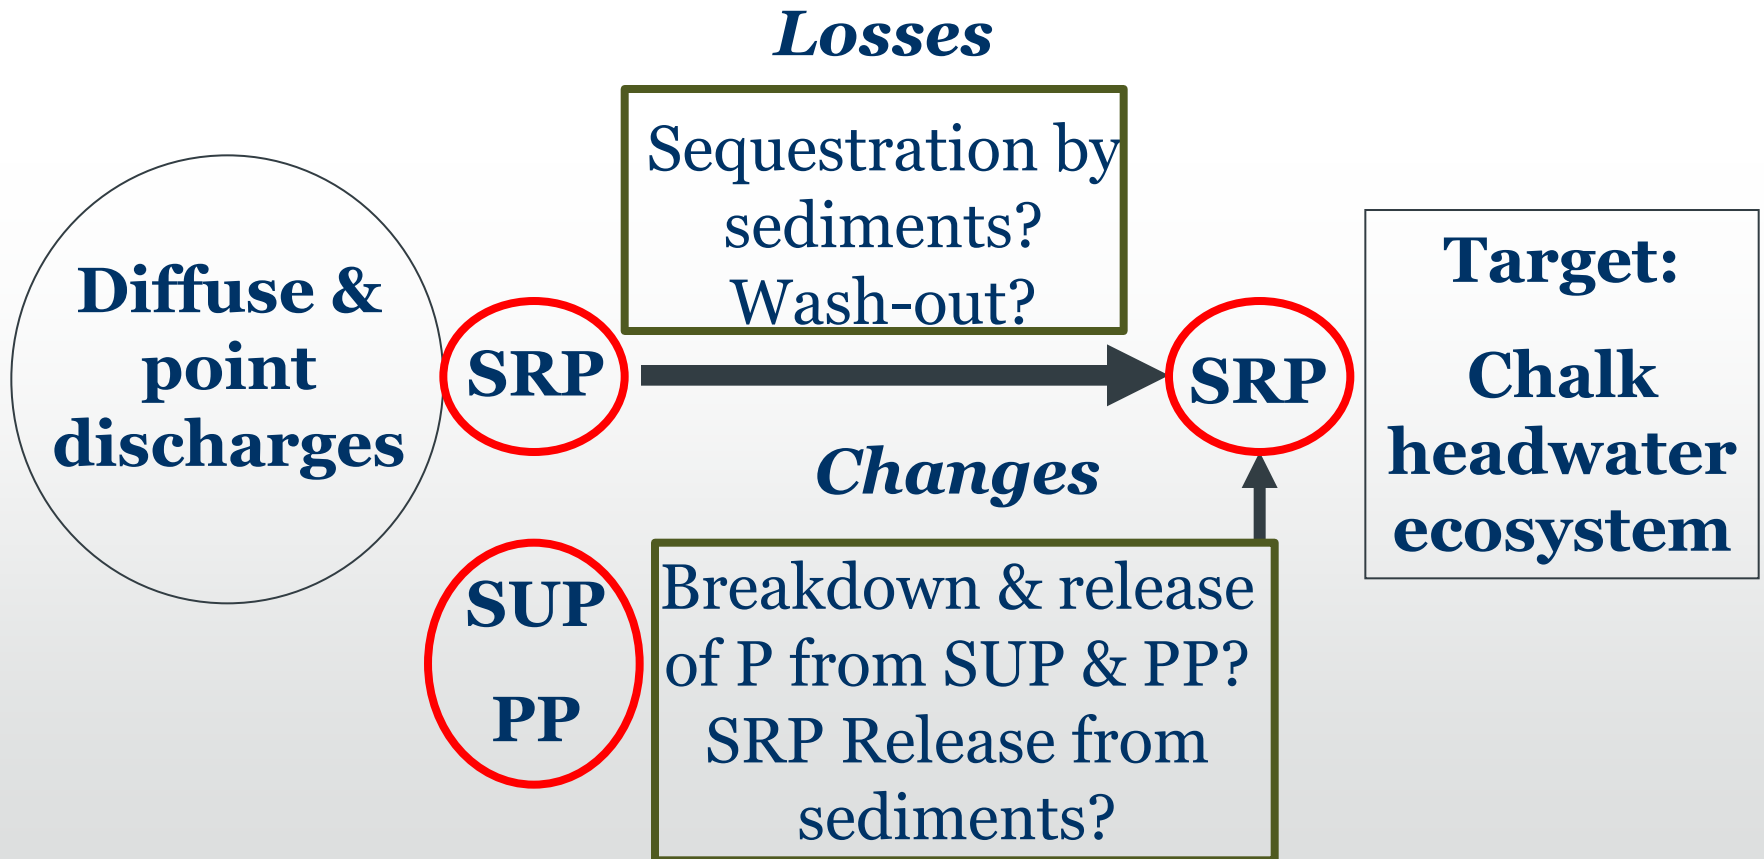 Losses
Sequestration by
sediments?
Wash-out?
Diffuse &
point
discharges
SRP
SRP
Target:
Chalk
headwater
ecosystem
Changes
SUP
PP
Breakdown & release
of P from SUP & PP?
SRP Release from
sediments?